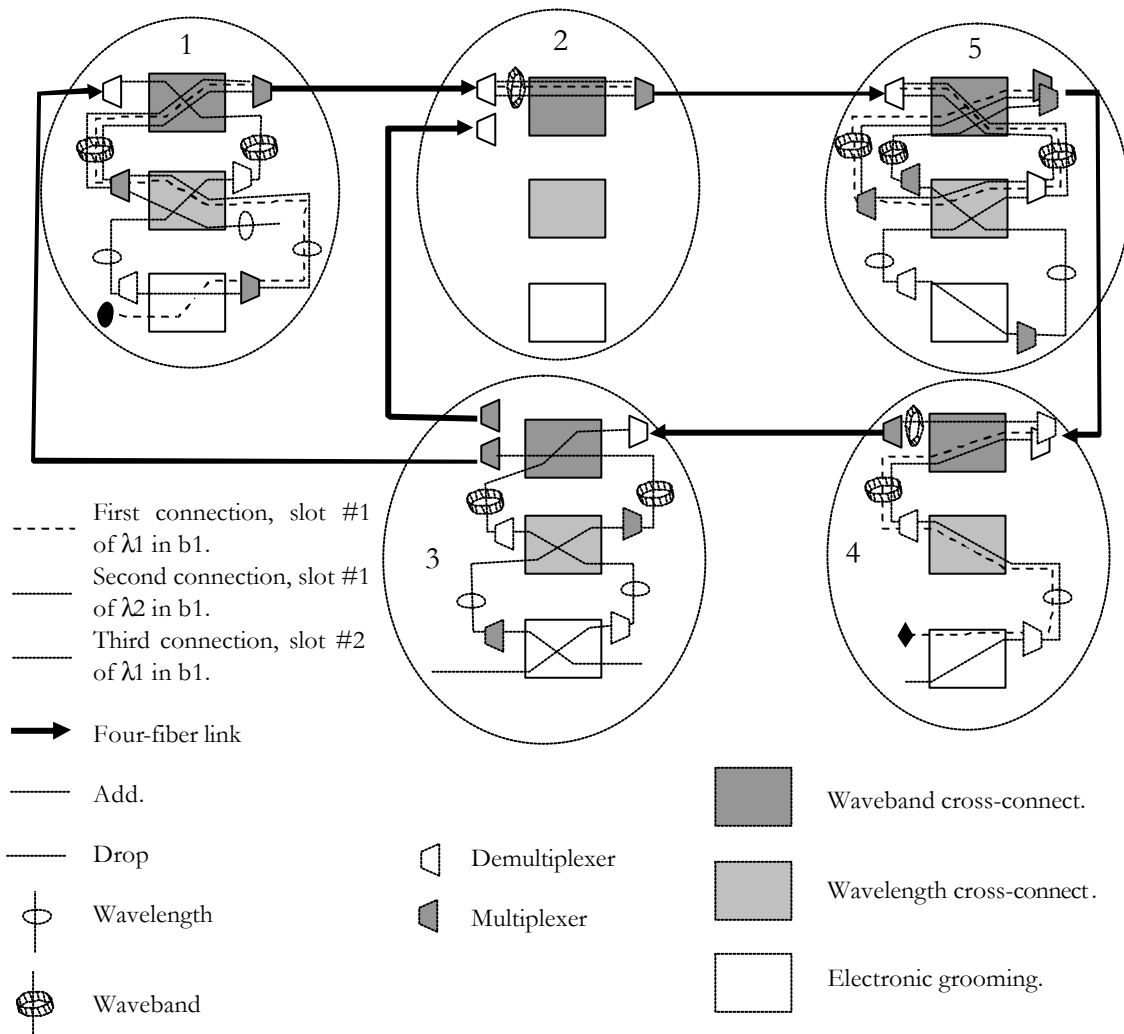 1
2
5
3
4
First connection, slot #1
of λ1 in b1.
Second connection, slot #1
of λ2 in b1.
Third connection, slot #2
of λ1 in b1.
Four-fiber link
Add.
Drop
Wavelength
Waveband
Demultiplexer
Multiplexer
Waveband cross-connect.
Wavelength cross-connect.
Electronic grooming.